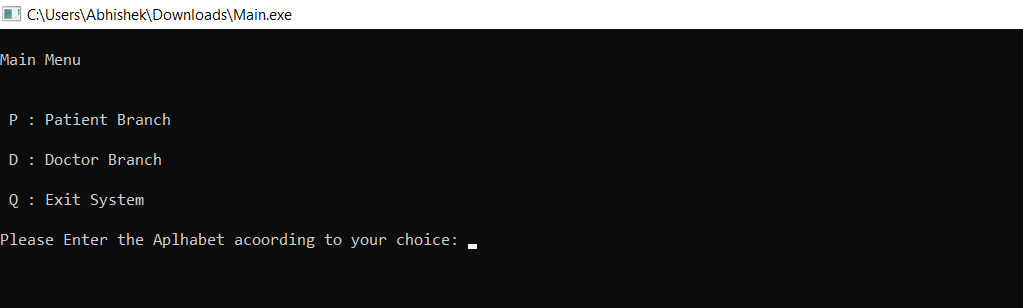 C:\Users\Abhishek\Downloads\Main.exe
Main Menu
P : Patient Branch
D : Doctor Branch
Q : Exit System
Please Enter the Aplhabet acoording to your choice: